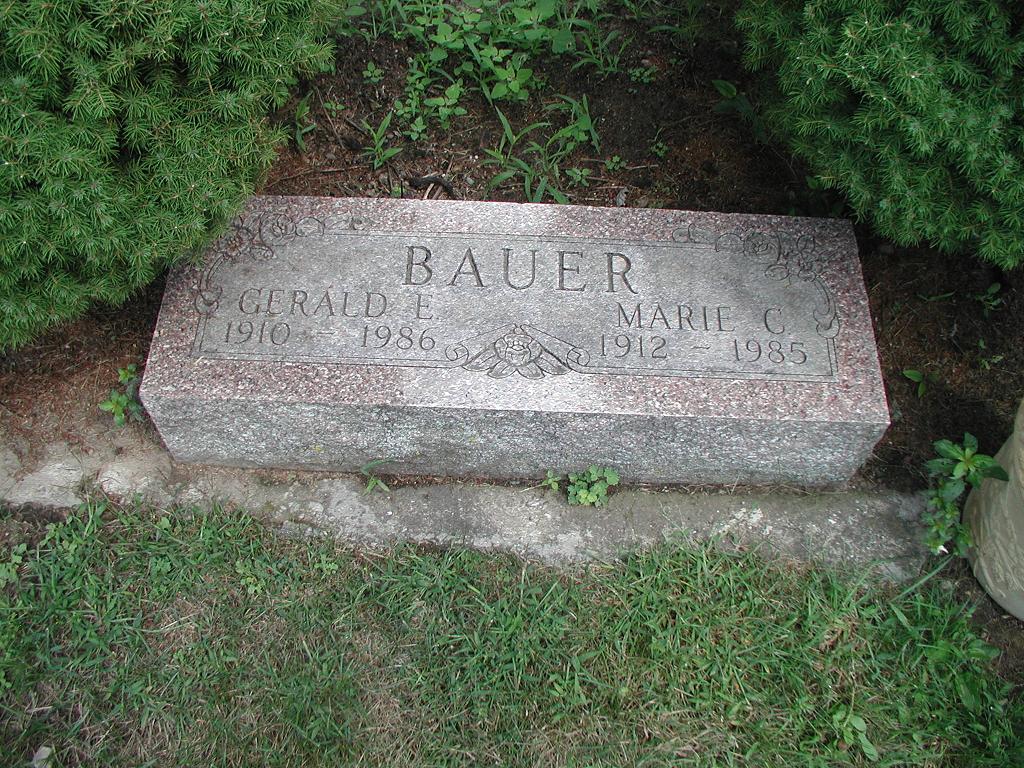 BAUER
GERALD E. MARIE C.
1910 – 1986 1912 – 1985